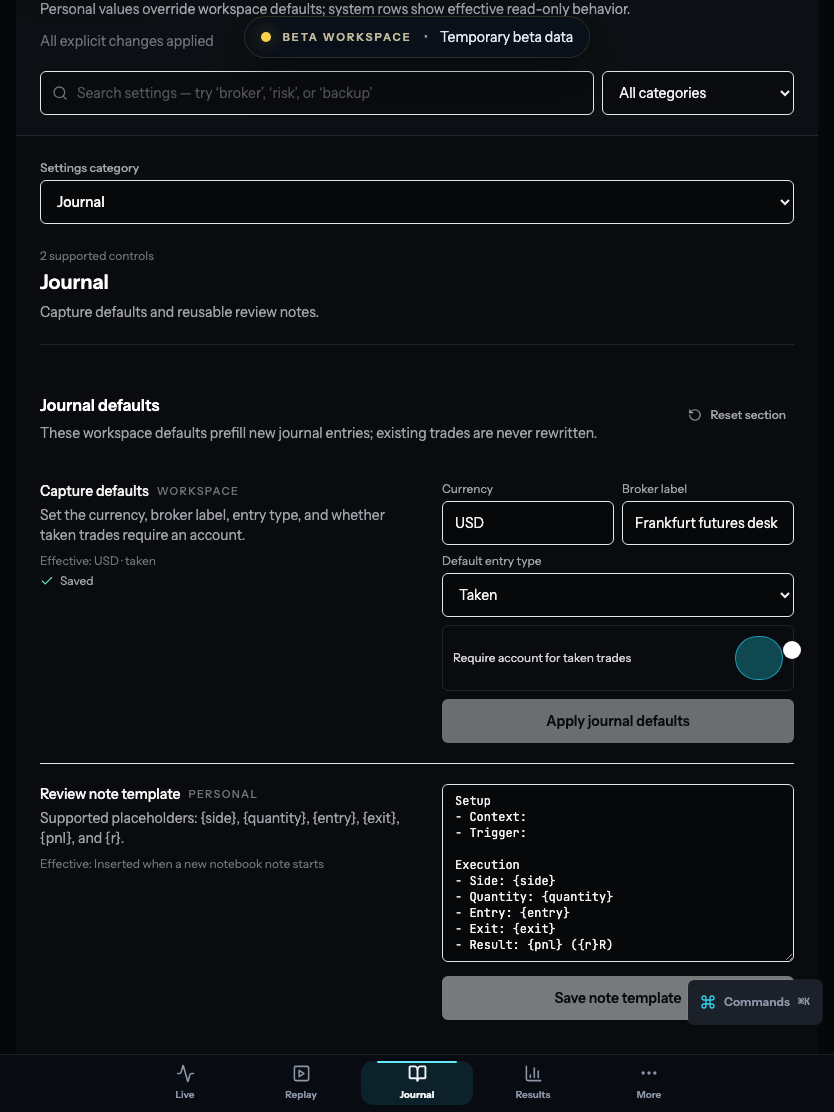 Personal values override workspace defaults; system rows show effective read-only behavior.
All explicit changes applied
BETA WORKSPACE • Temporary beta data
Search settings — try ‘broker’, ‘risk’, or ‘backup’
All categories
Settings category
Journal
2 supported controls
Journal
Capture defaults and reusable review notes.
Journal defaults
These workspace defaults prefill new journal entries; existing trades are never rewritten.
Reset section
Capture defaults WORKSPACE
Set the currency, broker label, entry type, and whether
taken trades require an account.
Effective: USD · taken
Saved
Currency
Broker label
USD
Frankfurt futures desk
Default entry type
Taken
Require account for taken trades
Apply journal defaults
Review note template PERSONAL
Supported placeholders: {side}, {quantity}, {entry}, {exit},
{pnl}, and {r}.
Effective: Inserted when a new notebook note starts
Setup
- Context:
- Trigger:
Execution
- Side: {side}
- Quantity: {quantity}
- Entry: {entry}
- Exit: {exit}
- Result: {pnl} ({r}R)
Save note template
Commands ⌘K
Live
Replay
Journal
Results
More